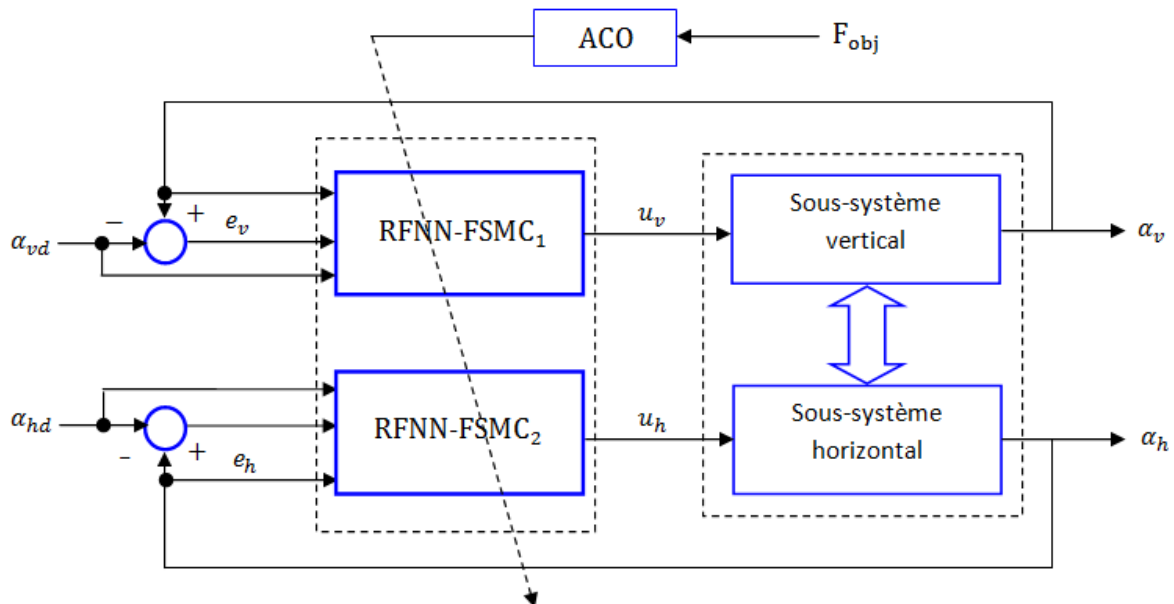 ACO
F_obj
α_vd
−
+
e_v
RFNN-FSMC₁
u_v
Sous-système
vertical
α_v
α_hd
-
+
e_h
RFNN-FSMC₂
u_h
Sous-système
horizontal
α_h